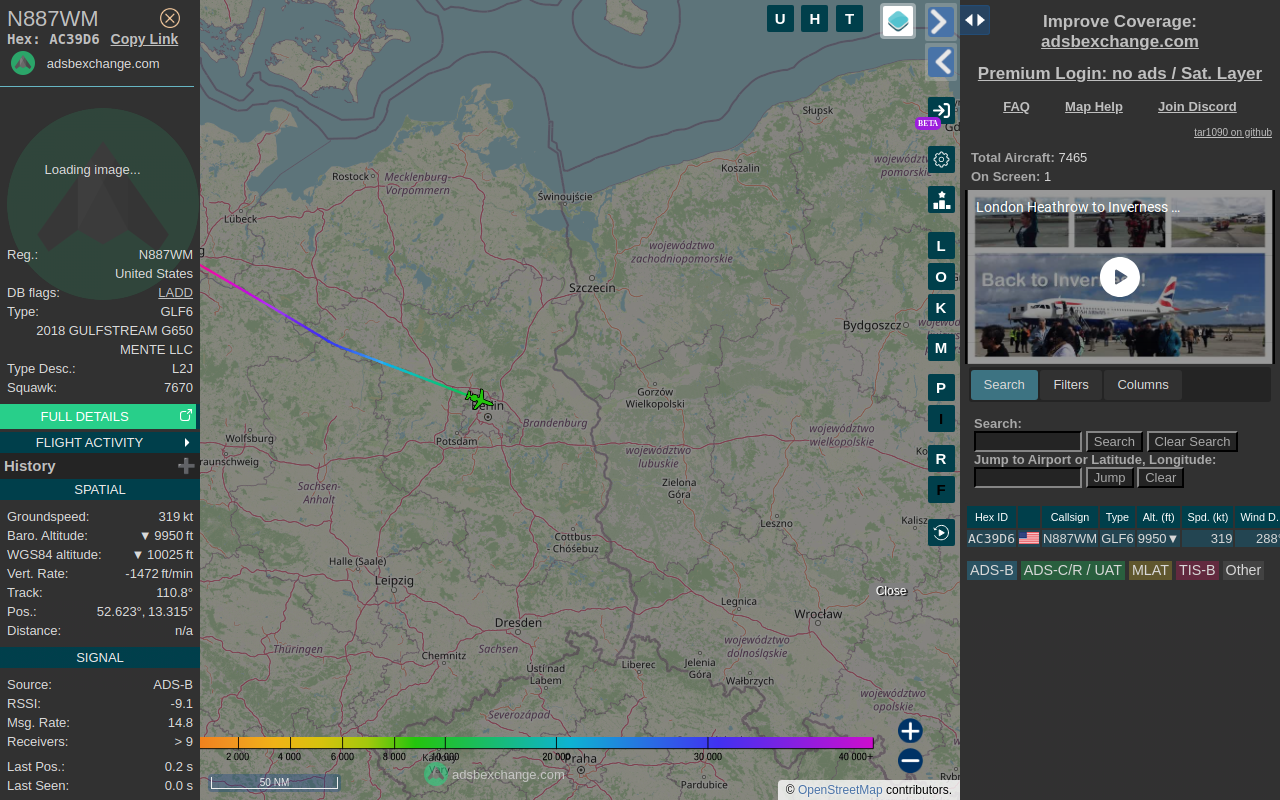 N887WM
Hex: AC39D6 Copy Link
adsbexchange.com
Loading image...
Reg.: N887WM
United States
DB flags: LADD
Type: GLF6
2018 GULFSTREAM G650
MENTE LLC
Type Desc.: L2J
Squawk: 7670
FULL DETAILS
FLIGHT ACTIVITY
History
SPATIAL
Groundspeed: 319 kt
Baro. Altitude: ▼ 9950 ft
WGS84 altitude: ▼ 10025 ft
Vert. Rate: -1472 ft/min
Track: 110.8°
Pos.: 52.623°, 13.315°
Distance: n/a
SIGNAL
Source: ADS-B
RSSI: -9.1
Msg. Rate: 14.8
Receivers: > 9
Last Pos.: 0.2 s
Last Seen: 0.0 s
U H T
BETA
L
O
K
M
P
I
R
F
Słupsk
Koszalin
województwo
pomorskie
Rostock
Mecklenburg-
Vorpommern
Świnoujście
Lübeck
województwo
zachodniopomorskie
Szczecin
Bydgoszcz
Berlin
Gorzów
Wielkopolski
Potsdam
Brandenburg
Wolfsburg
raunschweig
województwo
wielkopolskie
województwo
lubuskie
Sachsen-
Anhalt
Zielona
Góra
Leszno
Kalisz
Cottbus
- Chóśebuz
Halle (Saale)
Leipzig
Close
Legnica
Wrocław
Dresden
Thüringen
Sachsen
Chemnitz
województwo
dolnośląskie
Liberec
Jelenia
Góra
Ústí nad
Labem
Wałbrzych
województwo
opolskie
Severozápad
2 000 4 000 6 000 8 000 10 000 20 000 30 000 40 000+
Praha
adsbexchange.com
Pardubice
50 NM
© OpenStreetMap contributors.
Improve Coverage:
adsbexchange.com
Premium Login: no ads / Sat. Layer
FAQ Map Help Join Discord
tar1090 on github
Total Aircraft: 7465
On Screen: 1
London Heathrow to Inverness ...
Search Filters Columns
Search:
Search Clear Search
Jump to Airport or Latitude, Longitude:
Jump Clear
Hex ID Callsign Type Alt. (ft) Spd. (kt) Wind D.
AC39D6 N887WM GLF6 9950▼ 319 288°
ADS-B ADS-C/R / UAT MLAT TIS-B Other